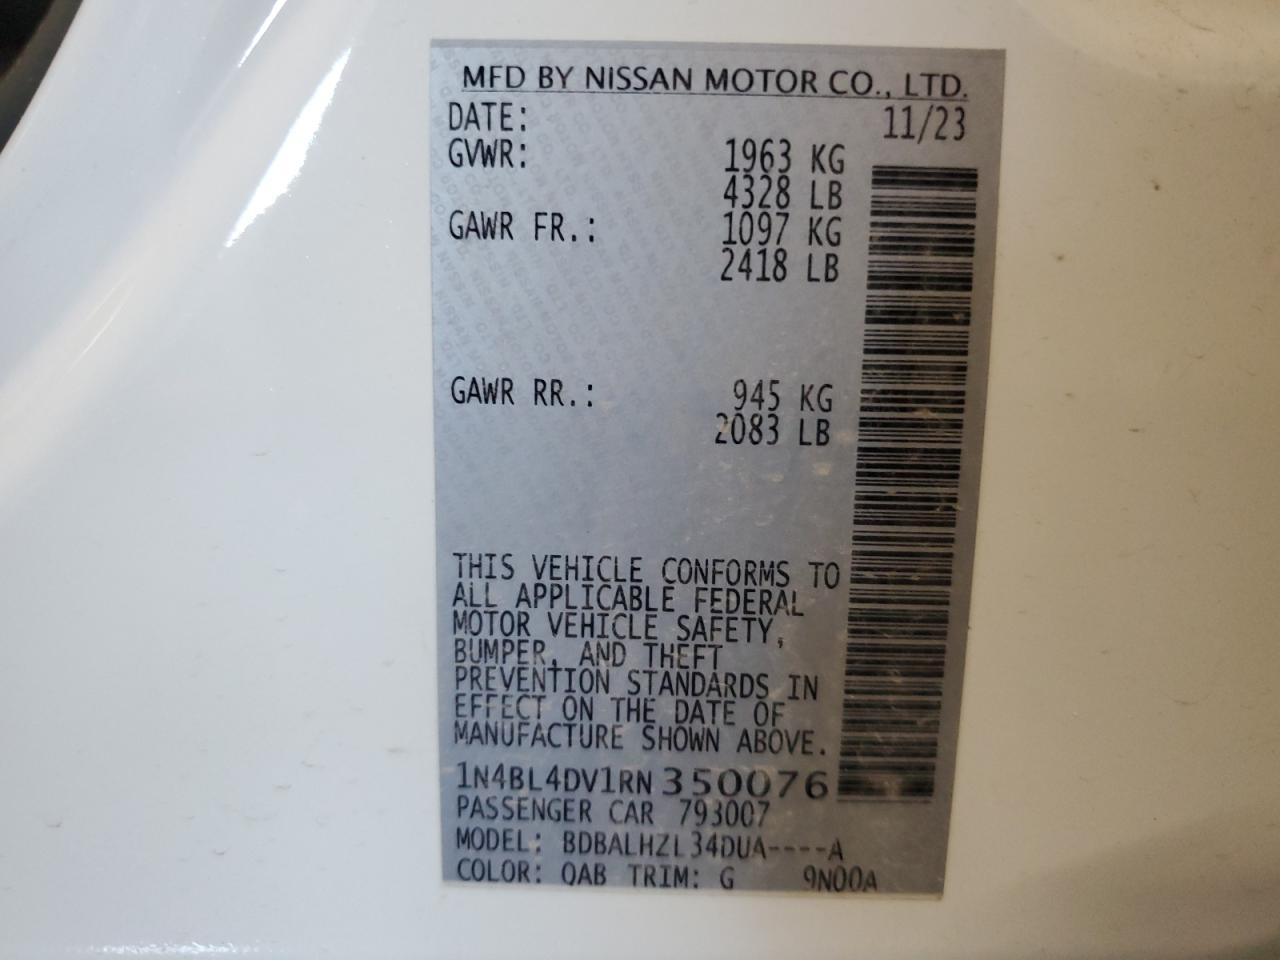 MFD BY NISSAN MOTOR CO., LTD.
DATE: 11/23
GVWR: 1963 KG
4328 LB
GAWR FR.: 1097 KG
2418 LB
GAWR RR.: 945 KG
2083 LB
THIS VEHICLE CONFORMS TO
ALL APPLICABLE FEDERAL
MOTOR VEHICLE SAFETY,
BUMPER, AND THEFT
PREVENTION STANDARDS IN
EFFECT ON THE DATE OF
MANUFACTURE SHOWN ABOVE.
1N4BL4DV1RN350076
PASSENGER CAR 793007
MODEL: BDBALHZL34DUA----A
COLOR: QAB TRIM: G 9N00A